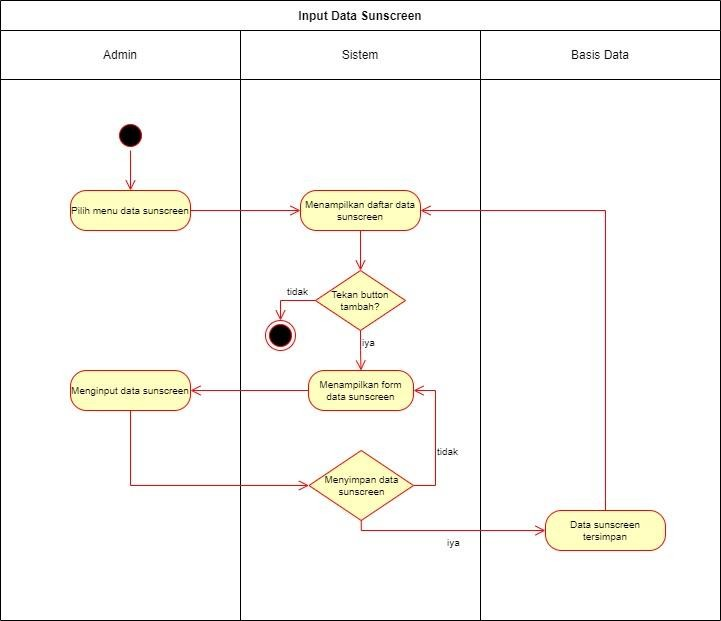 Input Data Sunscreen
Admin
Sistem
Basis Data
Pilih menu data sunscreen
Menampilkan daftar data
sunscreen
tidak
Tekan button
tambah?
iya
Menginput data sunscreen
Menampilkan form
data sunscreen
tidak
Menyimpan data
sunscreen
iya
Data sunscreen
tersimpan